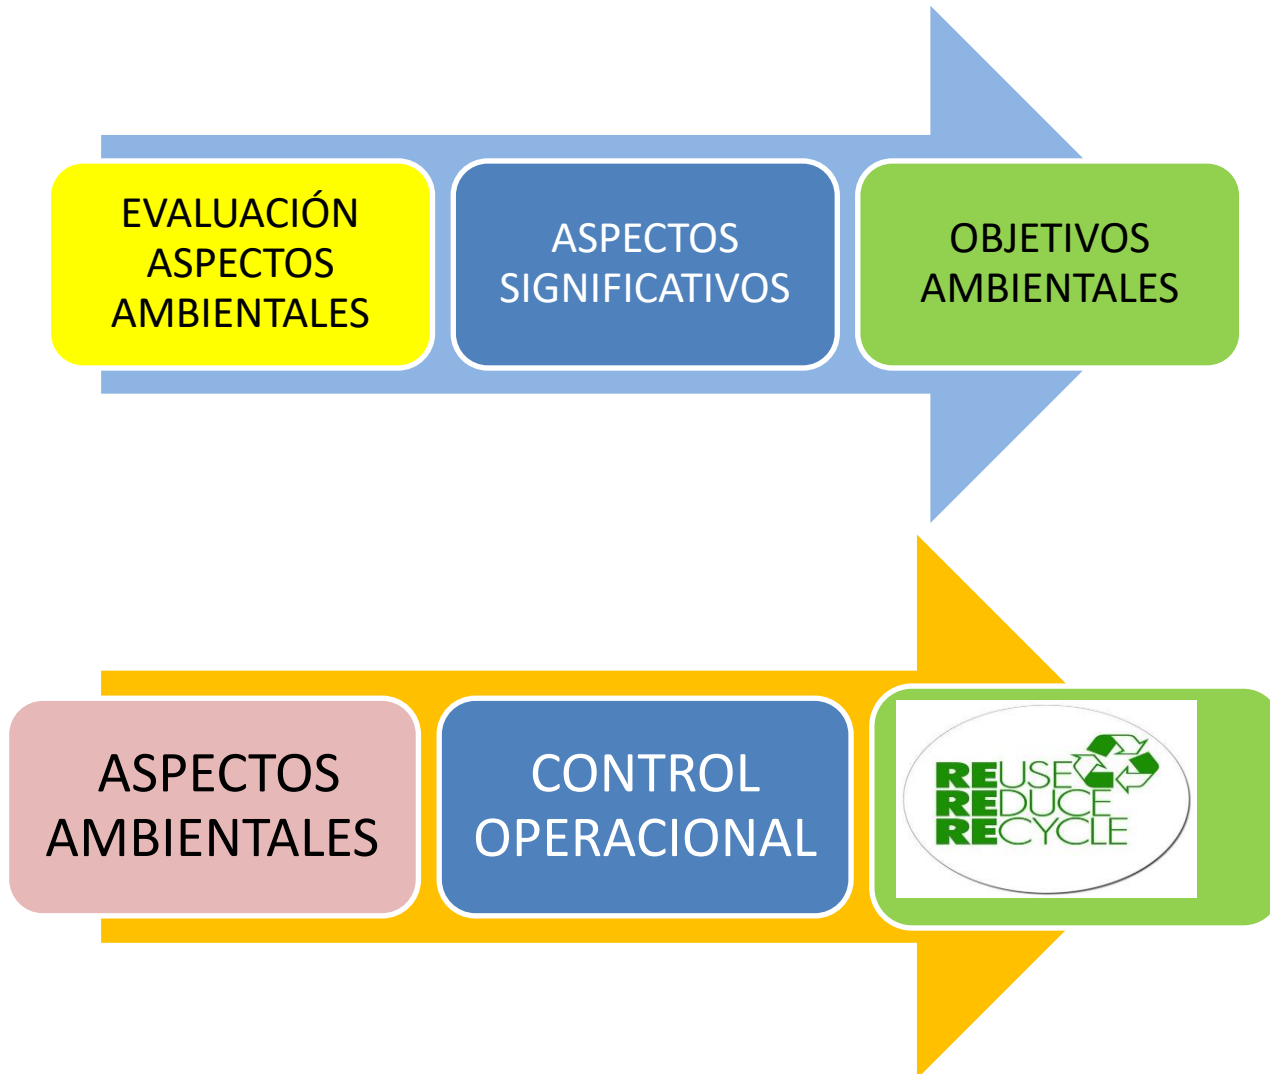 EVALUACIÓN
ASPECTOS
AMBIENTALES
ASPECTOS
SIGNIFICATIVOS
OBJETIVOS
AMBIENTALES
ASPECTOS
AMBIENTALES
CONTROL
OPERACIONAL
REUSE
REDUCE
RECYCLE